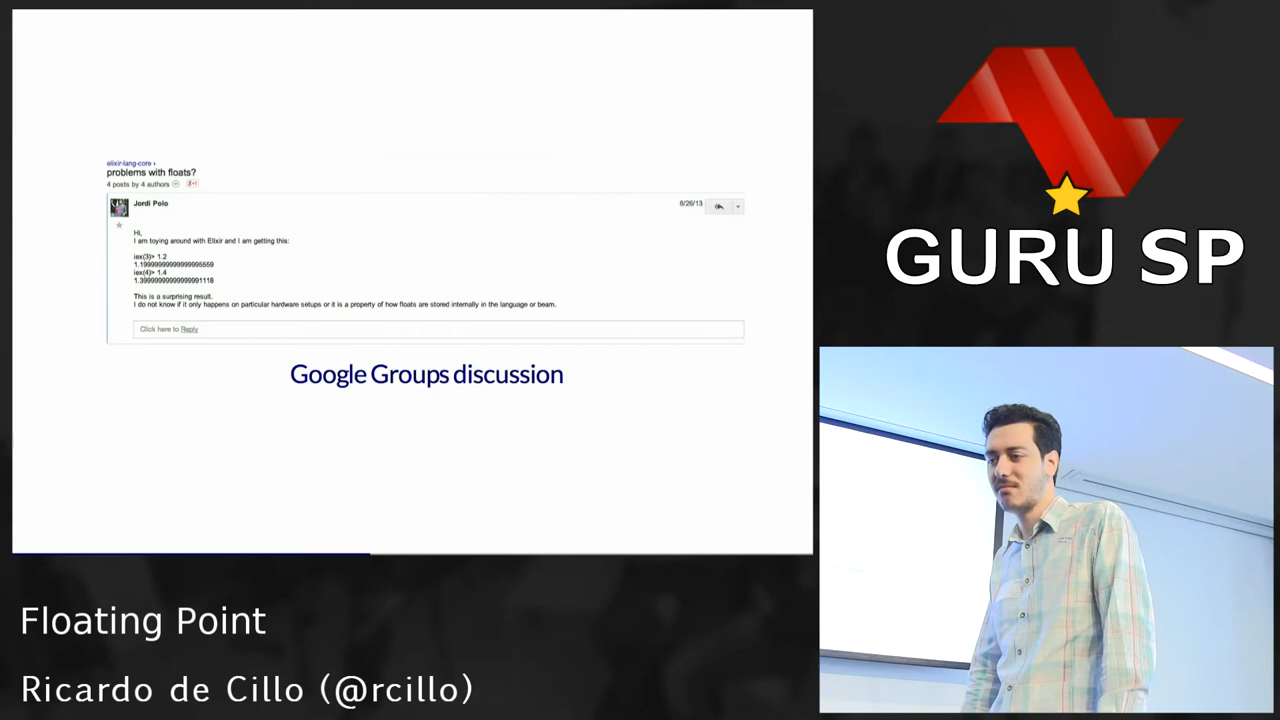 elixir-lang-core ›
problems with floats?
4 posts by 4 authors
Jordi Polo
6/26/13
Hi,
I am toying around with Elixir and I am getting this:
iex(3)> 1.2
1.19999999999999995559
iex(4)> 1.4
1.39999999999999991118
This is a surprising result.
I do not know if it only happens on particular hardware setups or it is a property of how floats are stored internally in the language or beam.
Click here to Reply
Google Groups discussion
GURU SP
Floating Point
Ricardo de Cillo (@rcillo)